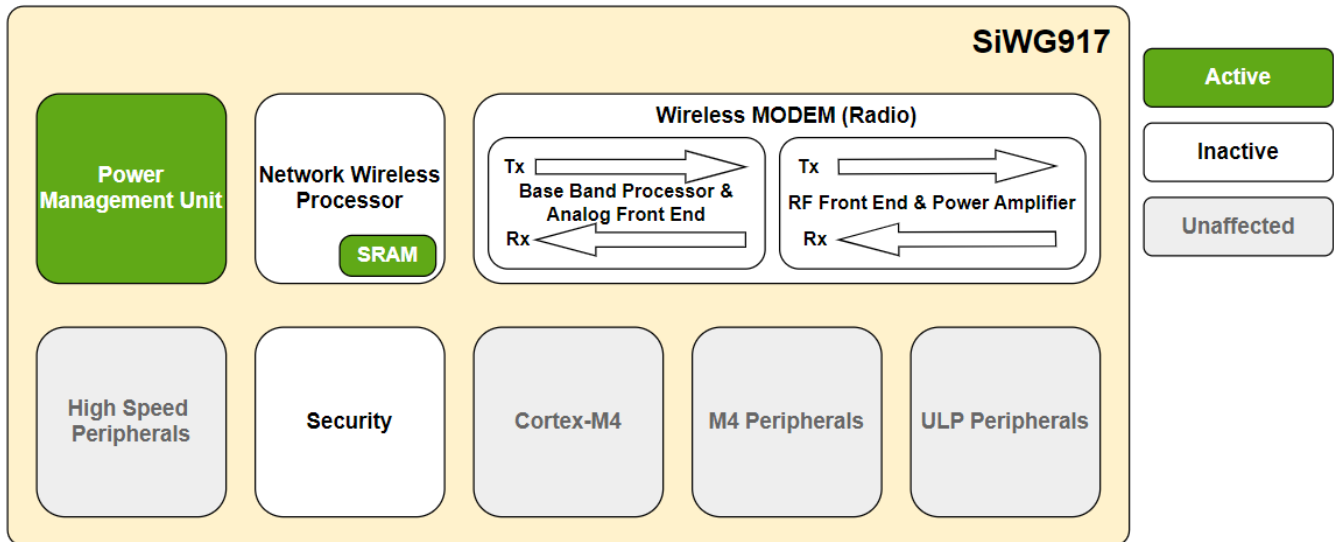 SiWG917
Active
Inactive
Unaffected
Power
Management Unit
Network Wireless
Processor
SRAM
Wireless MODEM (Radio)
Tx
Base Band Processor &
Analog Front End
Rx
Tx
RF Front End & Power Amplifier
Rx
High Speed
Peripherals
Security
Cortex-M4
M4 Peripherals
ULP Peripherals